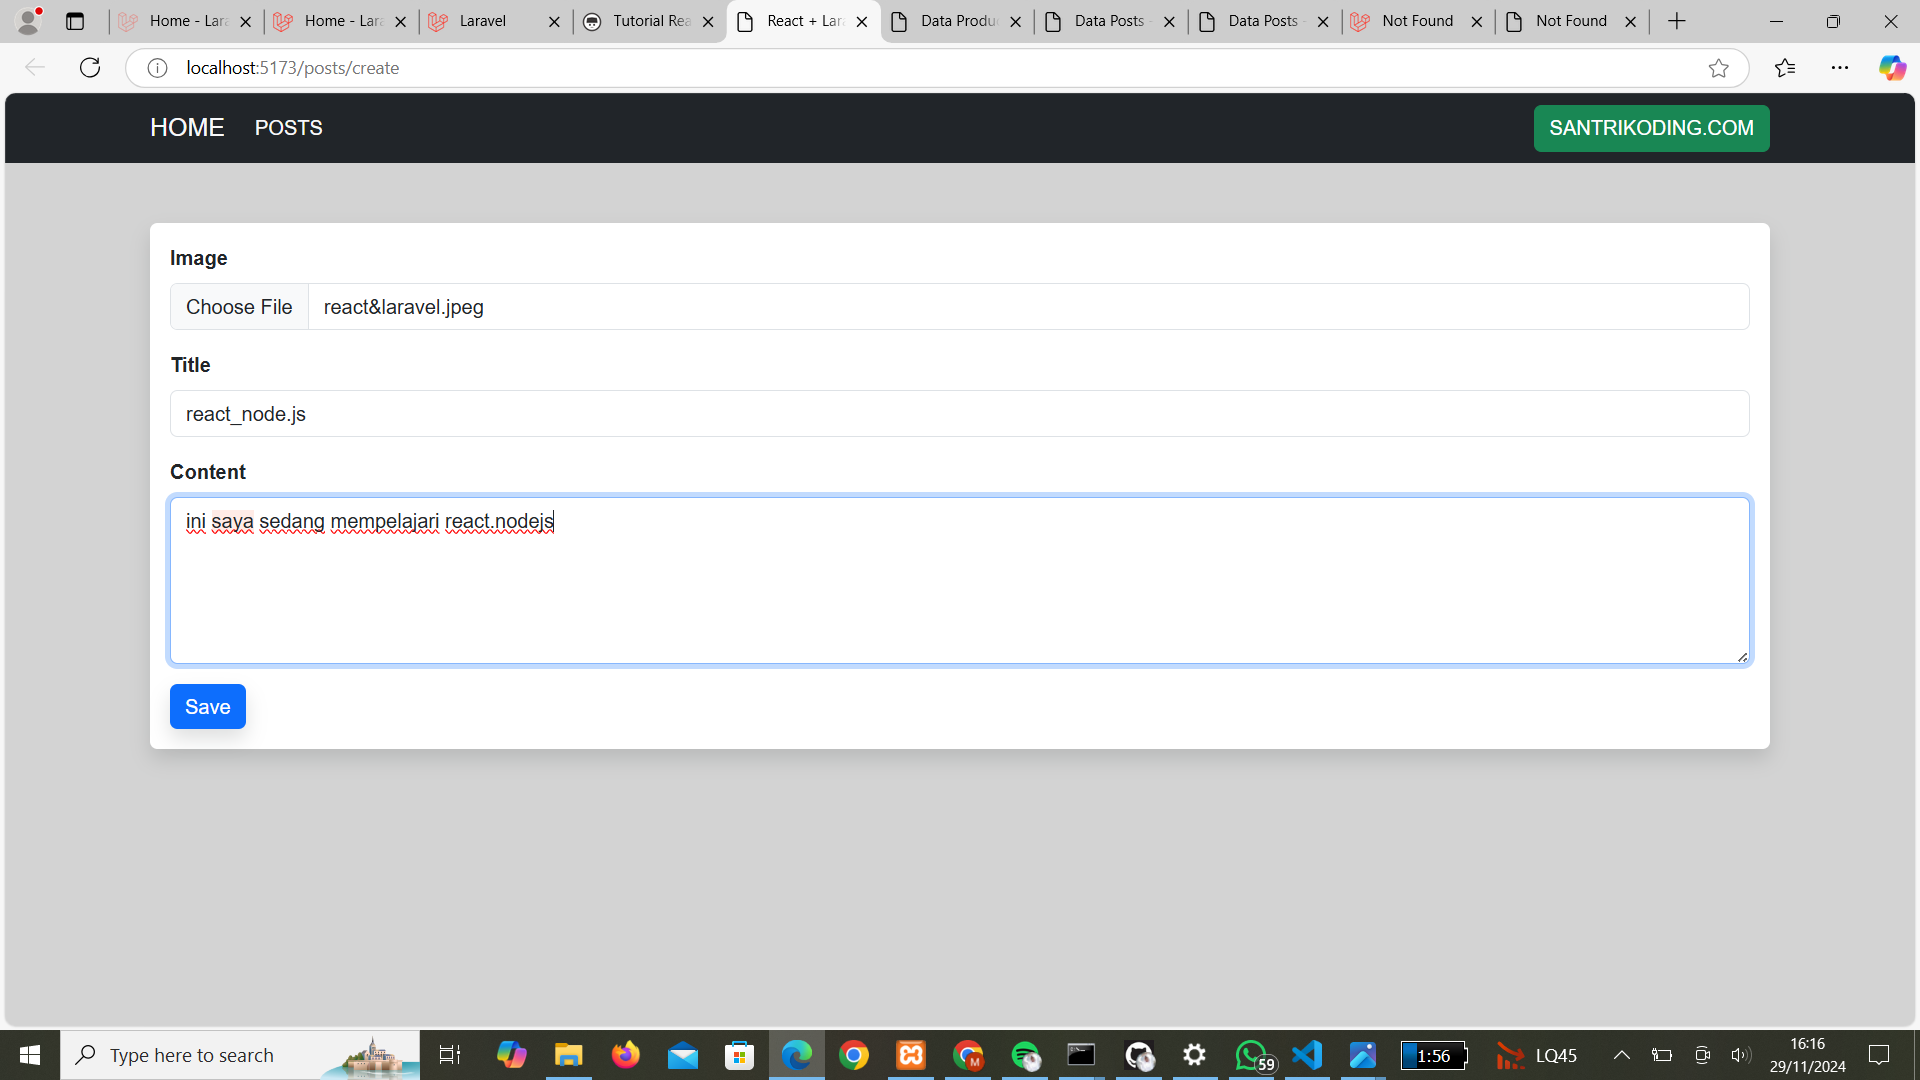 Home - Lara
Home - Lara
Laravel
Tutorial Rea
React + Lara
Data Produc
Data Posts -
Data Posts -
Not Found
Not Found
localhost:5173/posts/create
HOME POSTS SANTRIKODING.COM
Image
Choose File react&laravel.jpeg
Title
react_node.js
Content
ini saya sedang mempelajari react.nodejs
Save
Type here to search
M
59
1:56
LQ45
16:16
29/11/2024